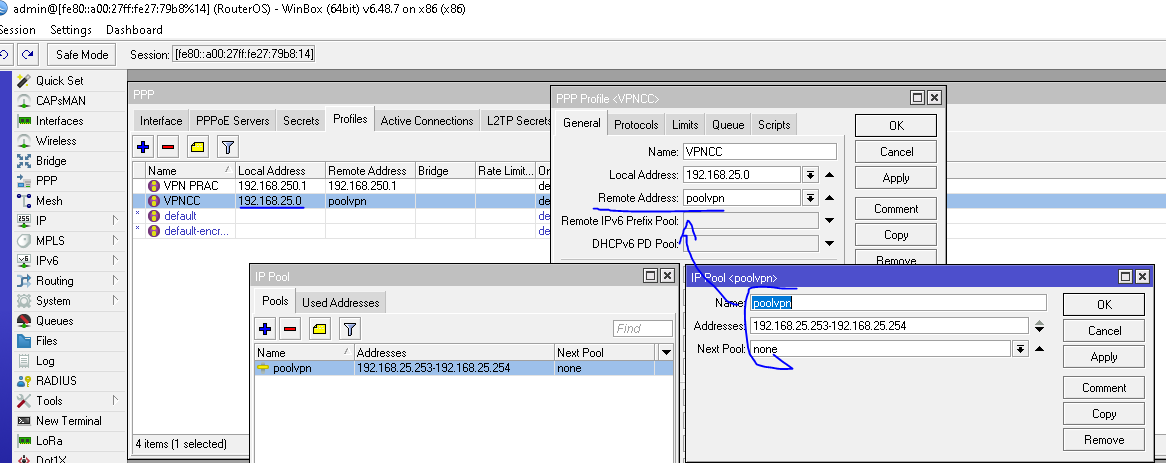 admin@[fe80::a00:27ff:fe27:79b8%14] (RouterOS) - WinBox (64bit) v6.48.7 on x86 (x86)
Session Settings Dashboard
Safe Mode Session: [fe80::a00:27ff:fe27:79b8:14]
Quick Set
CAPsMAN
Interfaces
Wireless
Bridge
PPP
Mesh
IP
MPLS
IPv6
Routing
System
Queues
Files
Log
RADIUS
Tools
New Terminal
LoRa
Dot1X
PPP
Interface PPPoE Servers Secrets Profiles Active Connections L2TP Secrets
Name Local Address Remote Address Bridge Rate Limit...
VPN PRAC 192.168.250.1 192.168.250.1 de
VPNCC 192.168.25.0 poolvpn de
* default de
* default-encr... de
4 items (1 selected)
PPP Profile <VPNCC>
General Protocols Limits Queue Scripts
Name: VPNCC
Local Address: 192.168.25.0
Remote Address: poolvpn
Remote IPv6 Prefix Pool:
DHCPv6 PD Pool:
OK
Cancel
Apply
Comment
Copy
Remove
IP Pool
Pools Used Addresses
Find
Name Addresses Next Pool
poolvpn 192.168.25.253-192.168.25.254 none
IP Pool <poolvpn>
Name: poolvpn
Addresses: 192.168.25.253-192.168.25.254
Next Pool: none
OK
Cancel
Apply
Comment
Copy
Remove